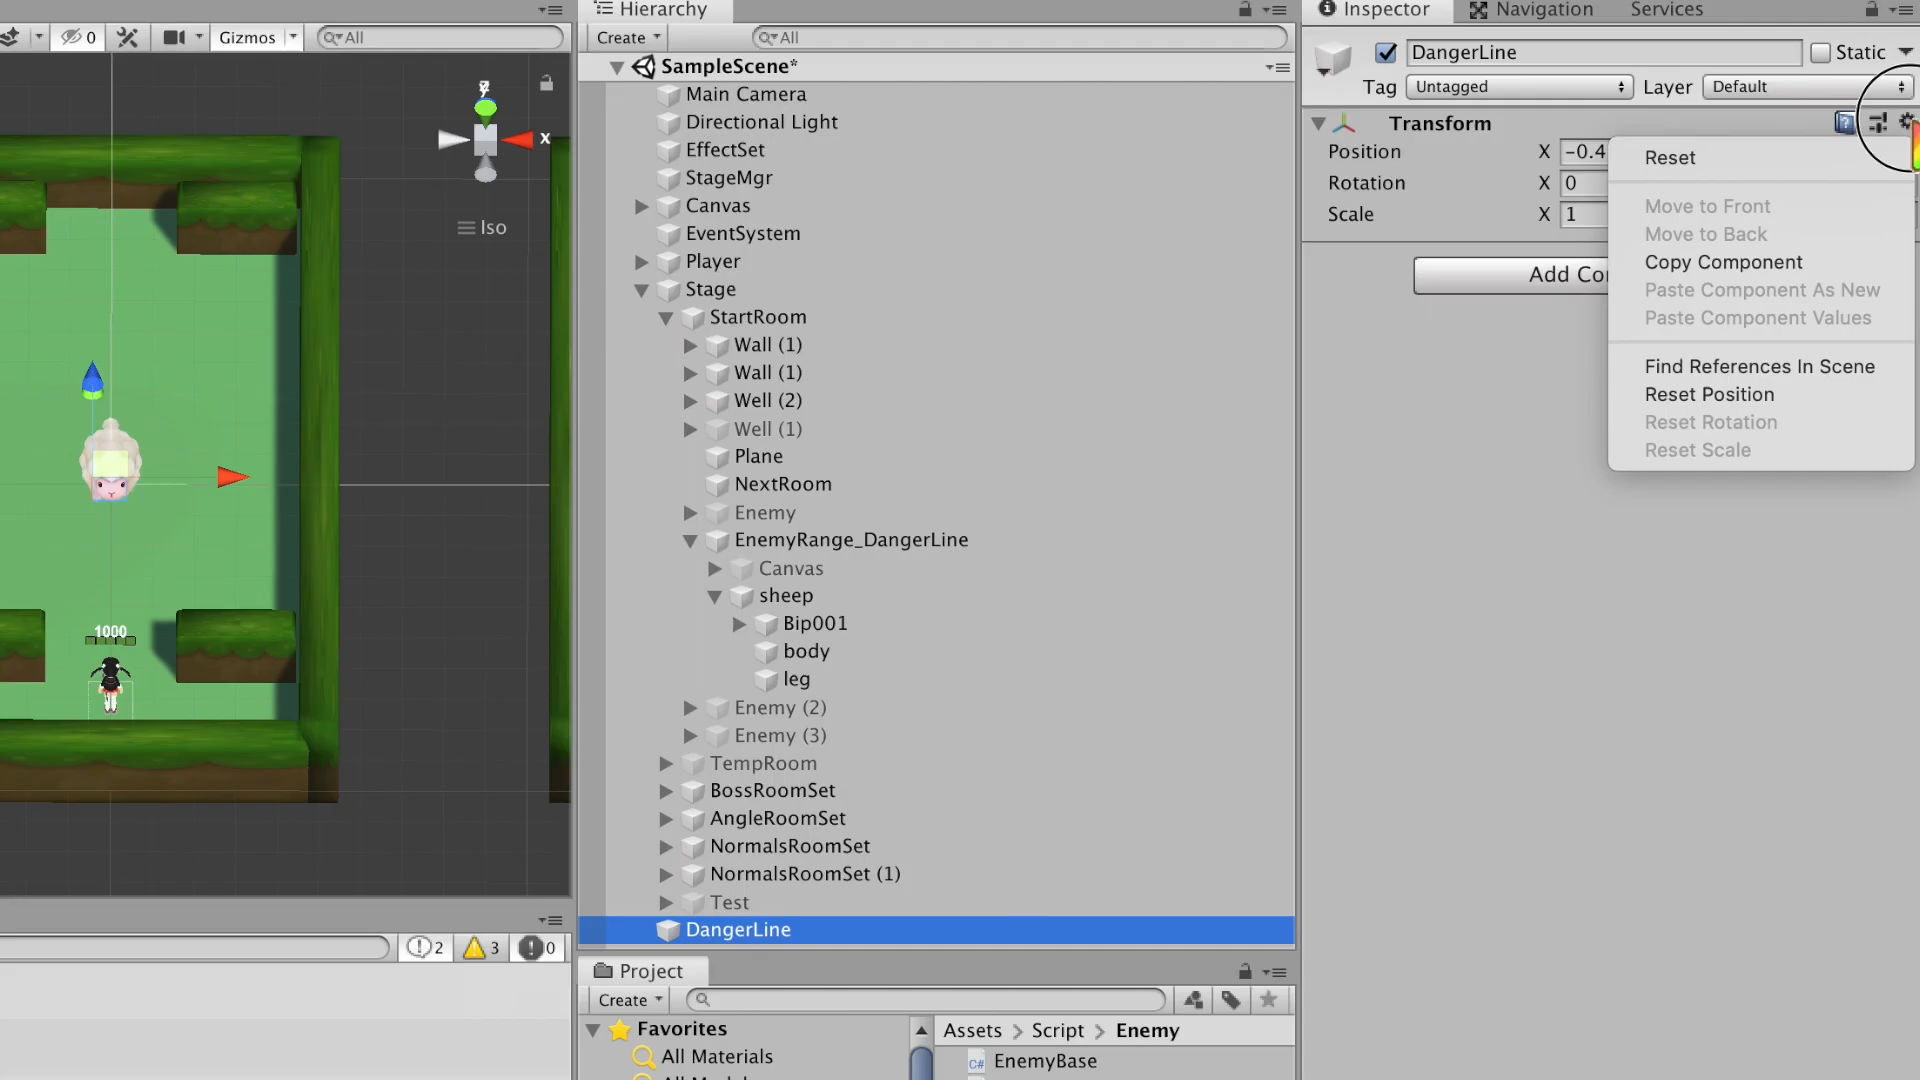 0
Gizmos
All
y
z
x
Iso
1000
2
3
0
Hierarchy
Create
All
SampleScene*
Main Camera
Directional Light
EffectSet
StageMgr
Canvas
EventSystem
Player
Stage
StartRoom
Wall (1)
Wall (1)
Well (2)
Well (1)
Plane
NextRoom
Enemy
EnemyRange_DangerLine
Canvas
sheep
Bip001
body
leg
Enemy (2)
Enemy (3)
TempRoom
BossRoomSet
AngleRoomSet
NormalsRoomSet
NormalsRoomSet (1)
Test
DangerLine
Project
Create
Favorites
All Materials
Assets > Script > Enemy
C# EnemyBase
Inspector
Navigation
Services
DangerLine
Static
Tag Untagged
Layer Default
Transform
Position X -0.4
Rotation X 0
Scale X 1
Add Co
Reset
Move to Front
Move to Back
Copy Component
Paste Component As New
Paste Component Values
Find References In Scene
Reset Position
Reset Rotation
Reset Scale